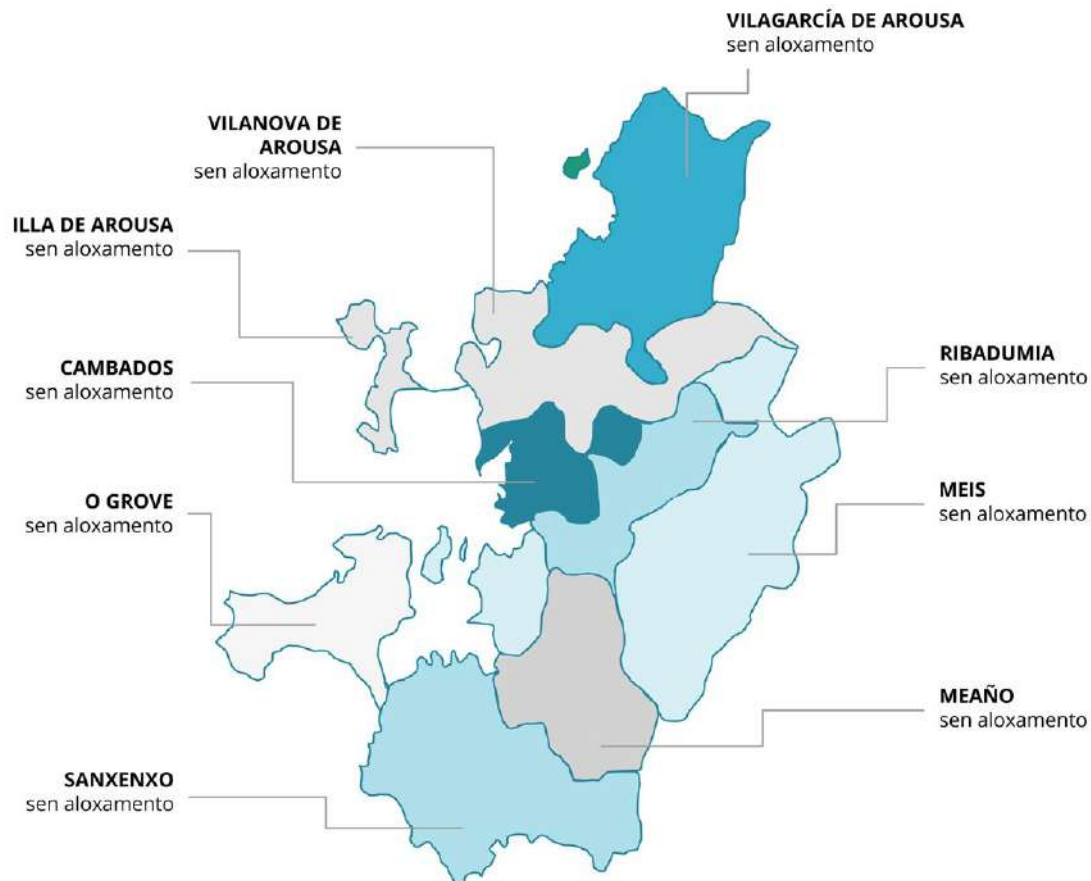 VILAGARCÍA DE AROUSA
sen aloxamento
VILANOVA DE
AROUSA
sen aloxamento
ILLA DE AROUSA
sen aloxamento
CAMBADOS
sen aloxamento
RIBADUMIA
sen aloxamento
O GROVE
sen aloxamento
MEIS
sen aloxamento
MEAÑO
sen aloxamento
SANXENXO
sen aloxamento